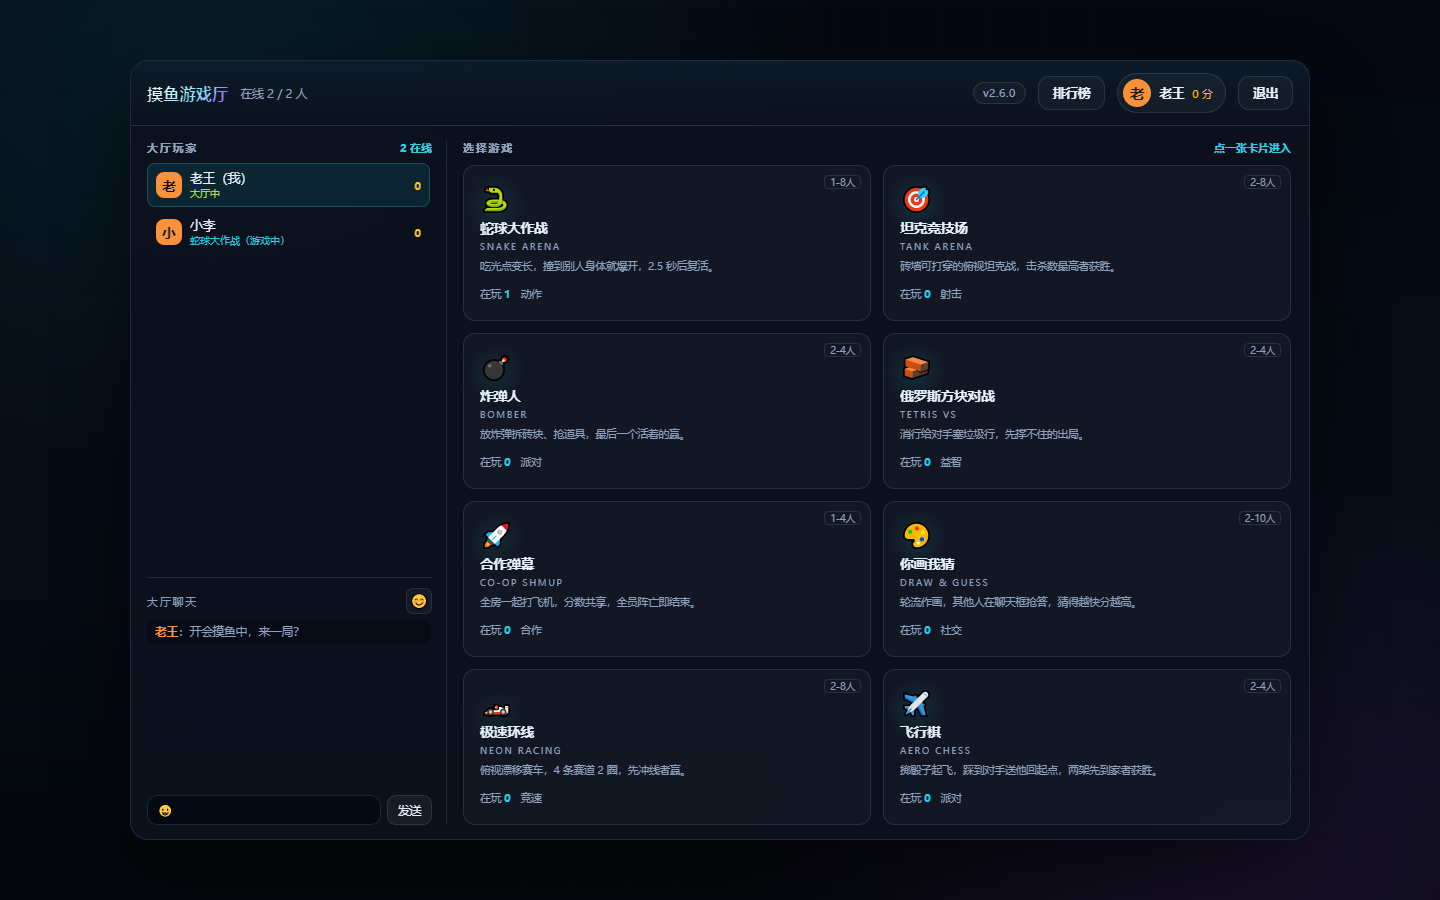 摸鱼游戏厅 在线 2 / 2 人
v2.6.0
排行榜
老 老王 0 分
退出
大厅玩家
2 在线
老
老王（我）
大厅中
0
小
小李
蛇球大作战（游戏中）
0
大厅聊天
老王：开会摸鱼中，来一局？
发送
选择游戏
点一张卡片进入
1-8人
蛇球大作战
SNAKE ARENA
吃光点变长，撞到别人身体就爆开，2.5 秒后复活。
在玩 1 动作
2-8人
坦克竞技场
TANK ARENA
砖墙可打穿的俯视坦克战，击杀数最高者获胜。
在玩 0 射击
2-4人
炸弹人
BOMBER
放炸弹拆砖块、抢道具，最后一个活着的赢。
在玩 0 派对
2-4人
俄罗斯方块对战
TETRIS VS
消行给对手塞垃圾行，先撑不住的出局。
在玩 0 益智
1-4人
合作弹幕
CO-OP SHMUP
全房一起打飞机，分数共享，全员阵亡即结束。
在玩 0 合作
2-10人
你画我猜
DRAW & GUESS
轮流作画，其他人在聊天框抢答，猜得越快分越高。
在玩 0 社交
2-8人
极速环线
NEON RACING
俯视漂移赛车，4 条赛道 2 圈，先冲线者赢。
在玩 0 竞速
2-4人
飞行棋
AERO CHESS
掷骰子起飞，踩到对手送他回起点，两架先到家者获胜。
在玩 0 派对